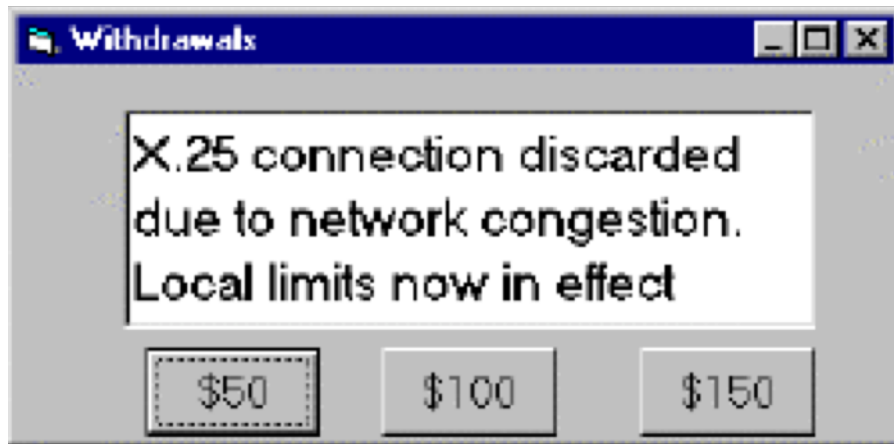 Withdrawals
X.25 connection discarded
due to network congestion.
Local limits now in effect
$50 $100 $150